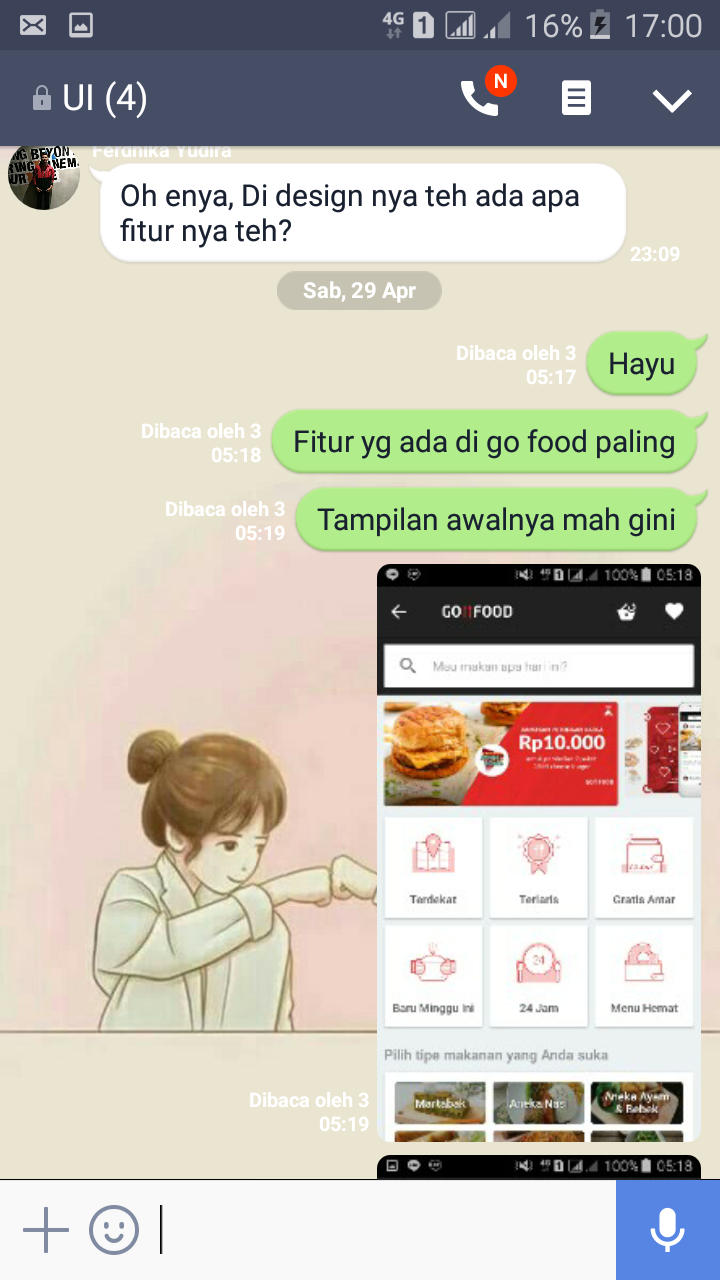 4G 1 16% 17:00
UI (4)
N
Ferdnika Yudira
Oh enya, Di design nya teh ada apa
fitur nya teh?
23:09
Sab, 29 Apr
Dibaca oleh 3
05:17
Hayu
Dibaca oleh 3
05:18
Fitur yg ada di go food paling
Dibaca oleh 3
05:19
Tampilan awalnya mah gini
100% 05:18
GO FOOD
Mau makan apa hari ini?
Rp10.000
GO FOOD
Terdekat
Terlaris
Gratis Antar
24
Baru Minggu Ini
24 Jam
Menu Hemat
Pilih tipe makanan yang Anda suka
Martabak
Aneka Nasi
Aneka Ayam
& Bebek
Dibaca oleh 3
05:19
100% 05:18